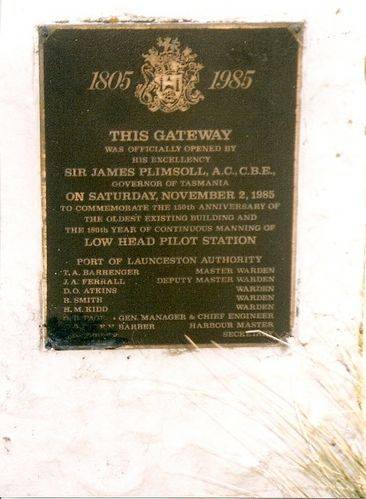 1805 1985
THIS GATEWAY
WAS OFFICIALLY OPENED BY
HIS EXCELLENCY
SIR JAMES PLIMSOLL, A.C., C.B.E.,
GOVERNOR OF TASMANIA
ON SATURDAY, NOVEMBER 2, 1985
TO COMMEMORATE THE 150th ANNIVERSARY OF
THE OLDEST EXISTING BUILDING AND
THE 180th YEAR OF CONTINUOUS MANNING OF
LOW HEAD PILOT STATION
PORT OF LAUNCESTON AUTHORITY
T.A. BARRENGER MASTER WARDEN
J.A. FERRALL DEPUTY MASTER WARDEN
D.O. ATKINS WARDEN
R. SMITH WARDEN
H.M. KIDD WARDEN
GEN. MANAGER & CHIEF ENGINEER
BARBER HARBOUR MASTER